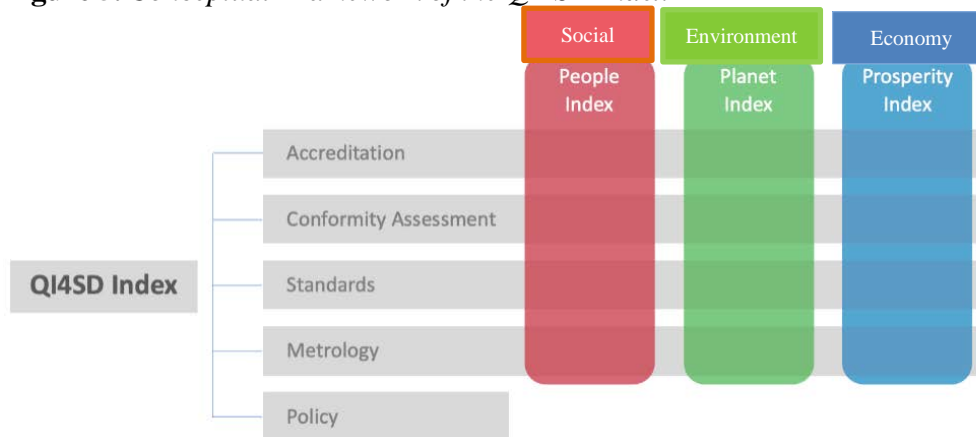 Social
Environment
Economy
People
Index
Planet
Index
Prosperity
Index
Accreditation
Conformity Assessment
QI4SD Index
Standards
Metrology
Policy